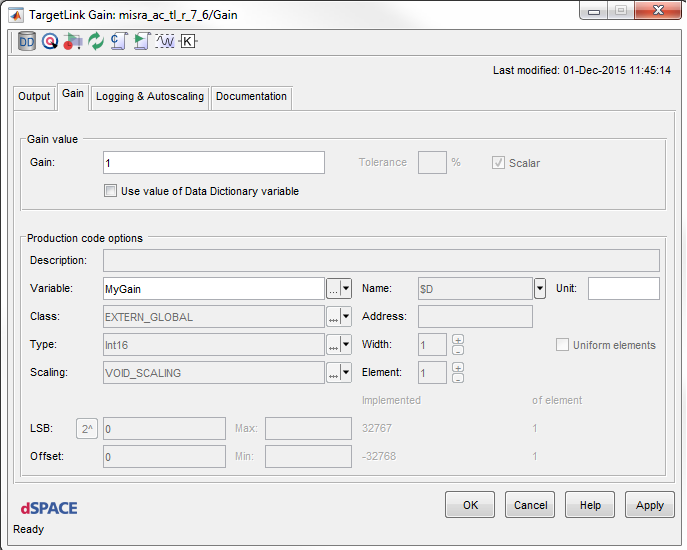 TargetLink Gain: misra_ac_tl_r_7_6/Gain
DD K
Last modified: 01-Dec-2015 11:45:14
Output Gain Logging & Autoscaling Documentation
Gain value
Gain: 1 Tolerance % Scalar
Use value of Data Dictionary variable
Production code options
Description:
Variable: MyGain ... Name: $D Unit:
Class: EXTERN_GLOBAL ... Address:
Type: Int16 ... Width: 1 + - Uniform elements
Scaling: VOID_SCALING ... Element: 1 + -
Implemented of element
LSB: 2^ 0 Max: 32767 1
Offset: 0 Min: -32768 1
dSPACE OK Cancel Help Apply
Ready